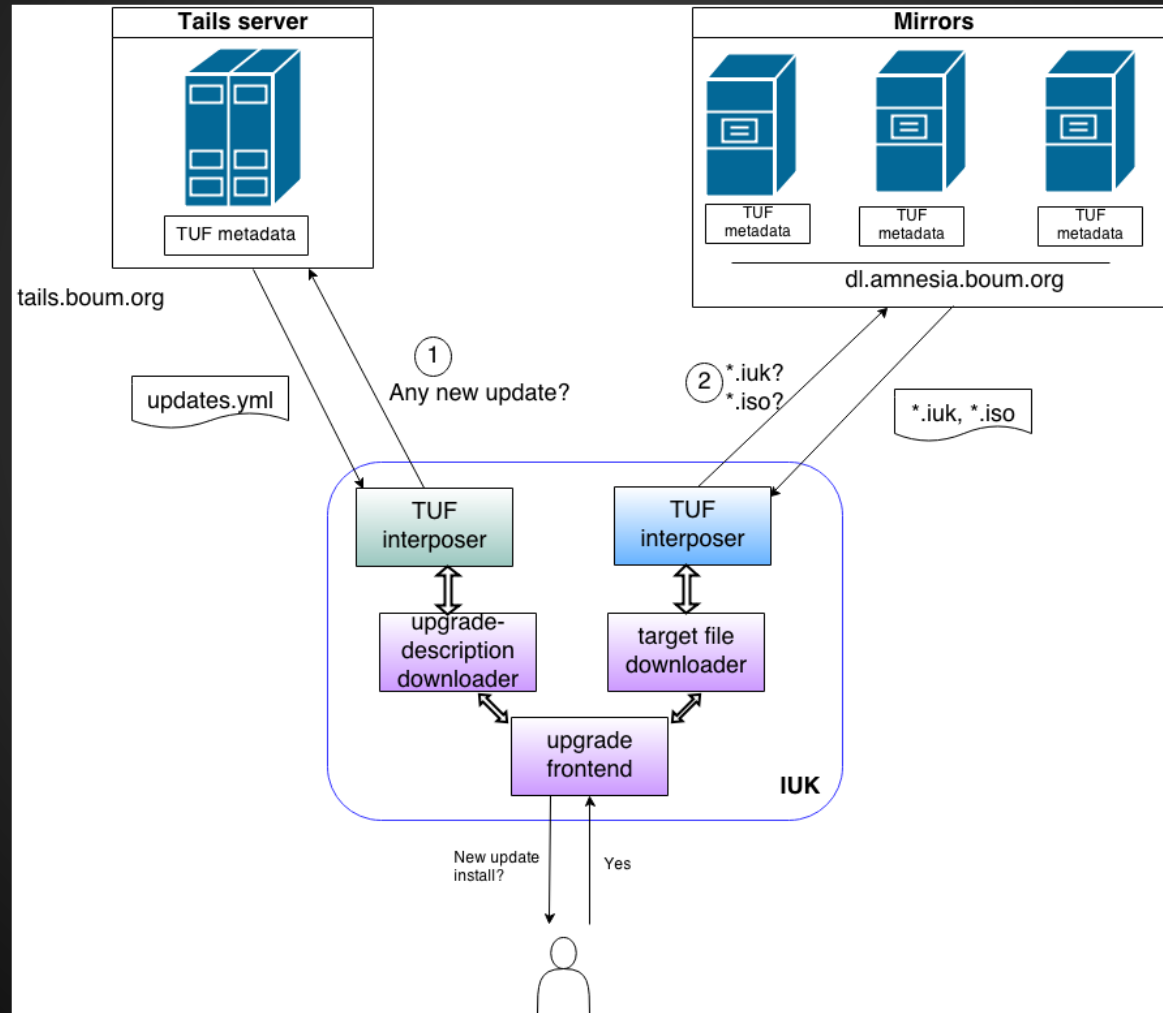 Tails server
TUF metadata
tails.boum.org
Mirrors
TUF
metadata
TUF
metadata
TUF
metadata
dl.amnesia.boum.org
updates.yml
1
Any new update?
2
*.iuk?
*.iso?
*.iuk, *.iso
TUF
interposer
TUF
interposer
upgrade-
description
downloader
target file
downloader
upgrade
frontend
IUK
New update
install?
Yes